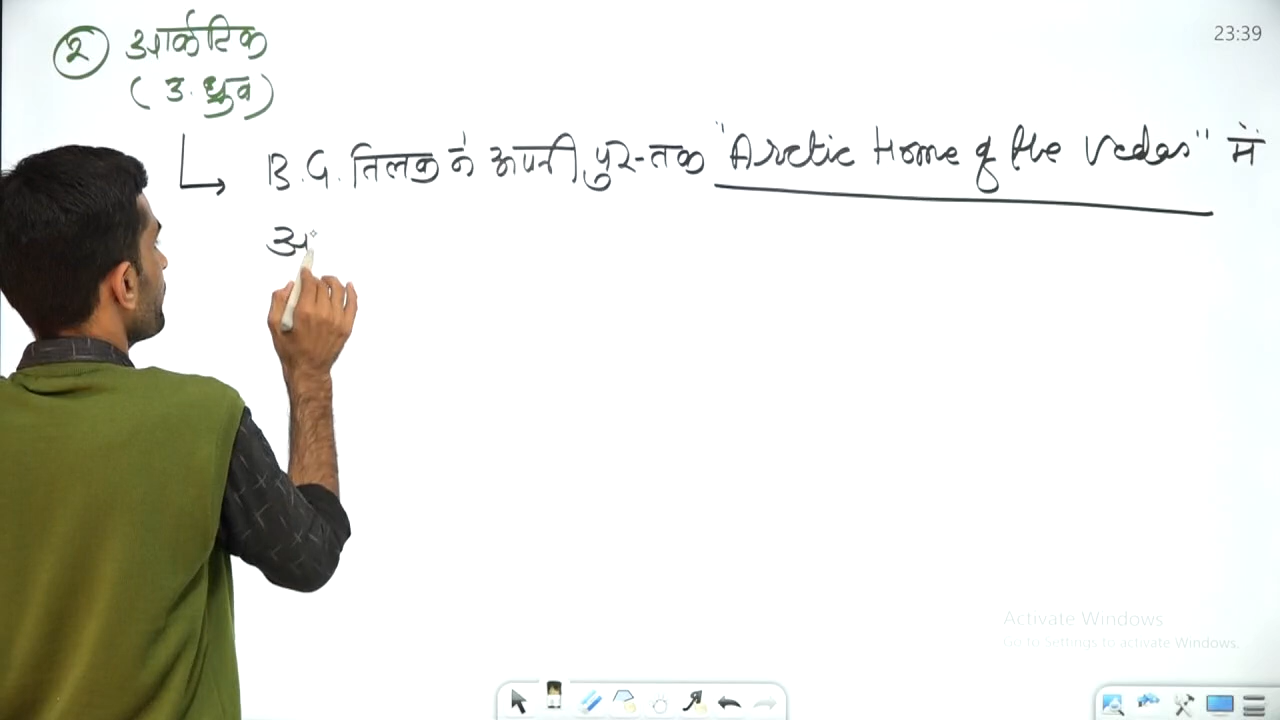 23:39
② आर्कटिक
(उ. ध्रुव)
B.G. तिलक ने अपनी पुस्तक "Arctic Home of the Vedas" में
अ
Activate Windows
Go to Settings to activate Windows.